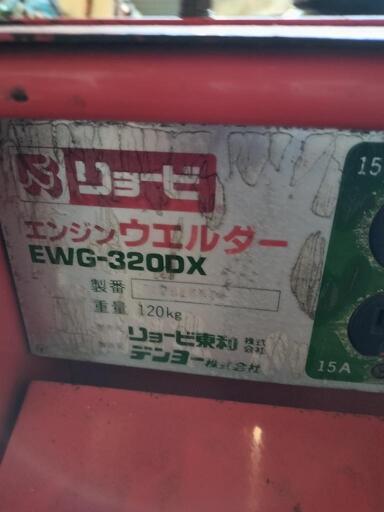 リョービ
エンジンウエルダー
EWG-320DX
製番
重量 120kg
リョービ東和 株式会社
デンヨー株式会社
15
15A